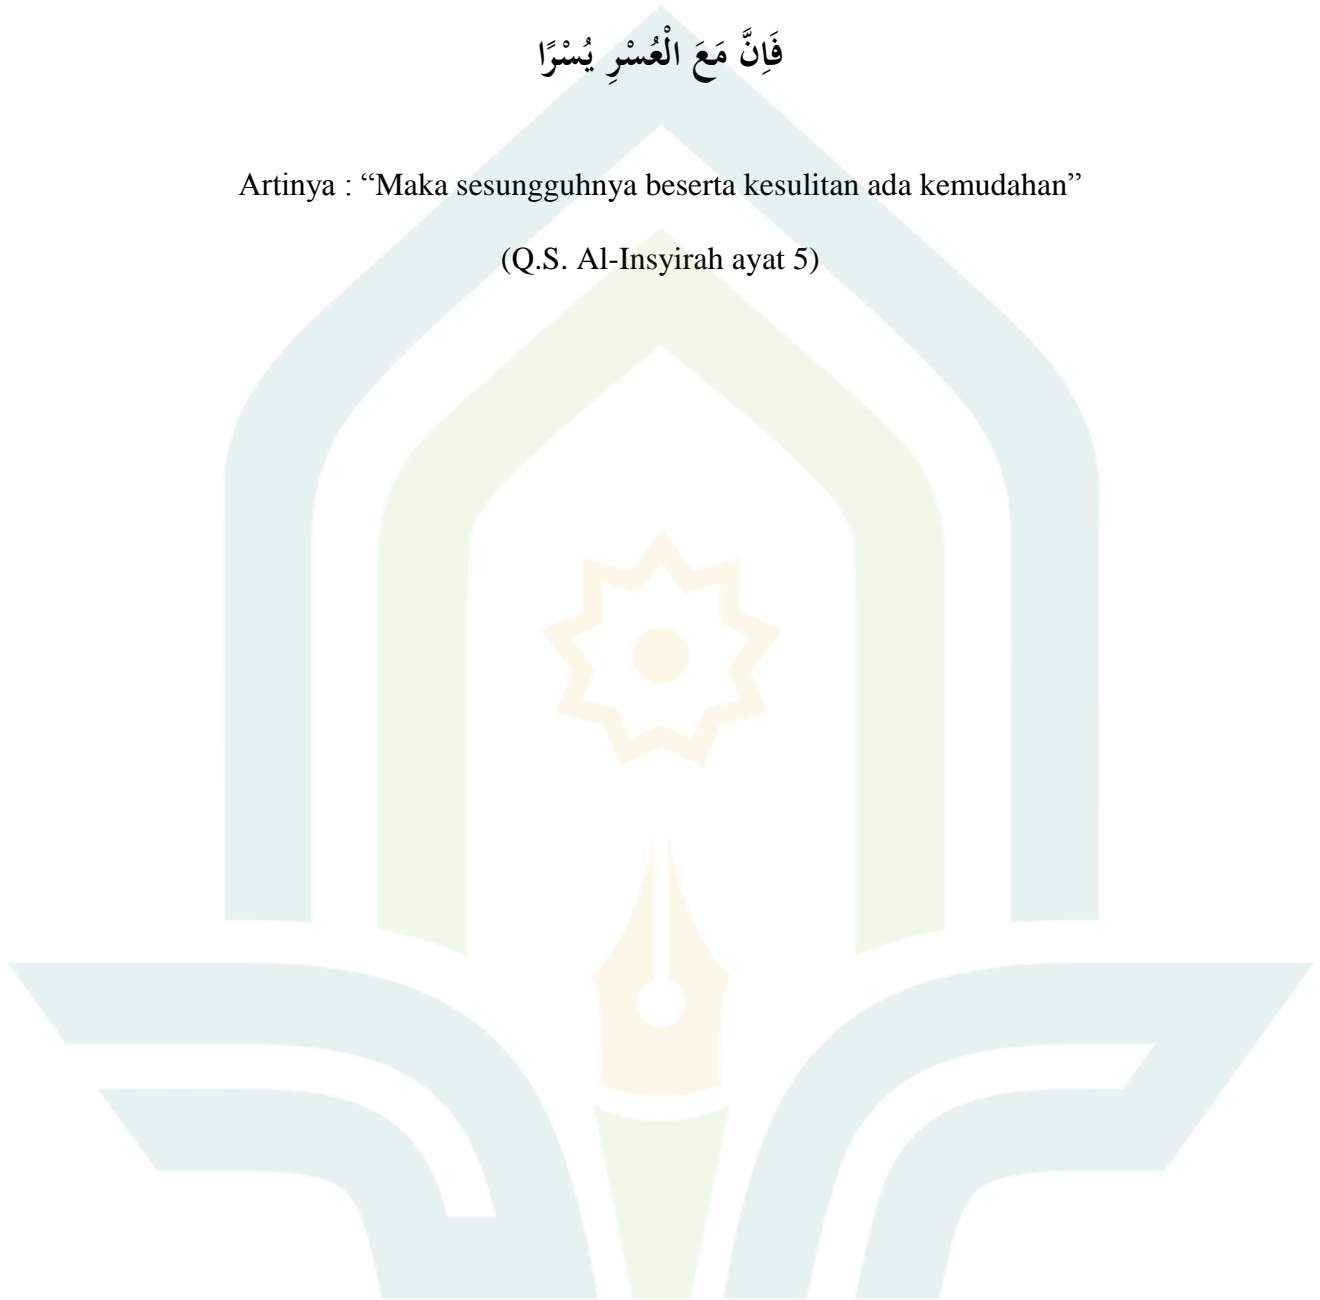 فَاِنَّ مَعَ الْعُسْرِ يُسْرًا
Artinya : “Maka sesungguhnya beserta kesulitan ada kemudahan”
(Q.S. Al-Insyirah ayat 5)